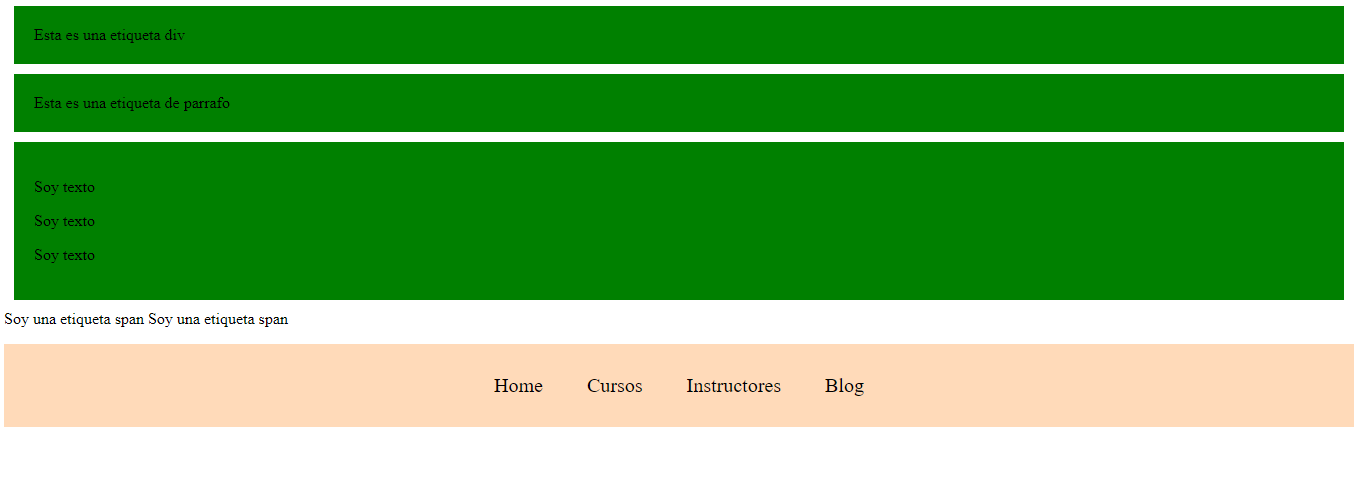 Esta es una etiqueta div
Esta es una etiqueta de parrafo
Soy texto
Soy texto
Soy texto
Soy una etiqueta span Soy una etiqueta span
Home Cursos Instructores Blog